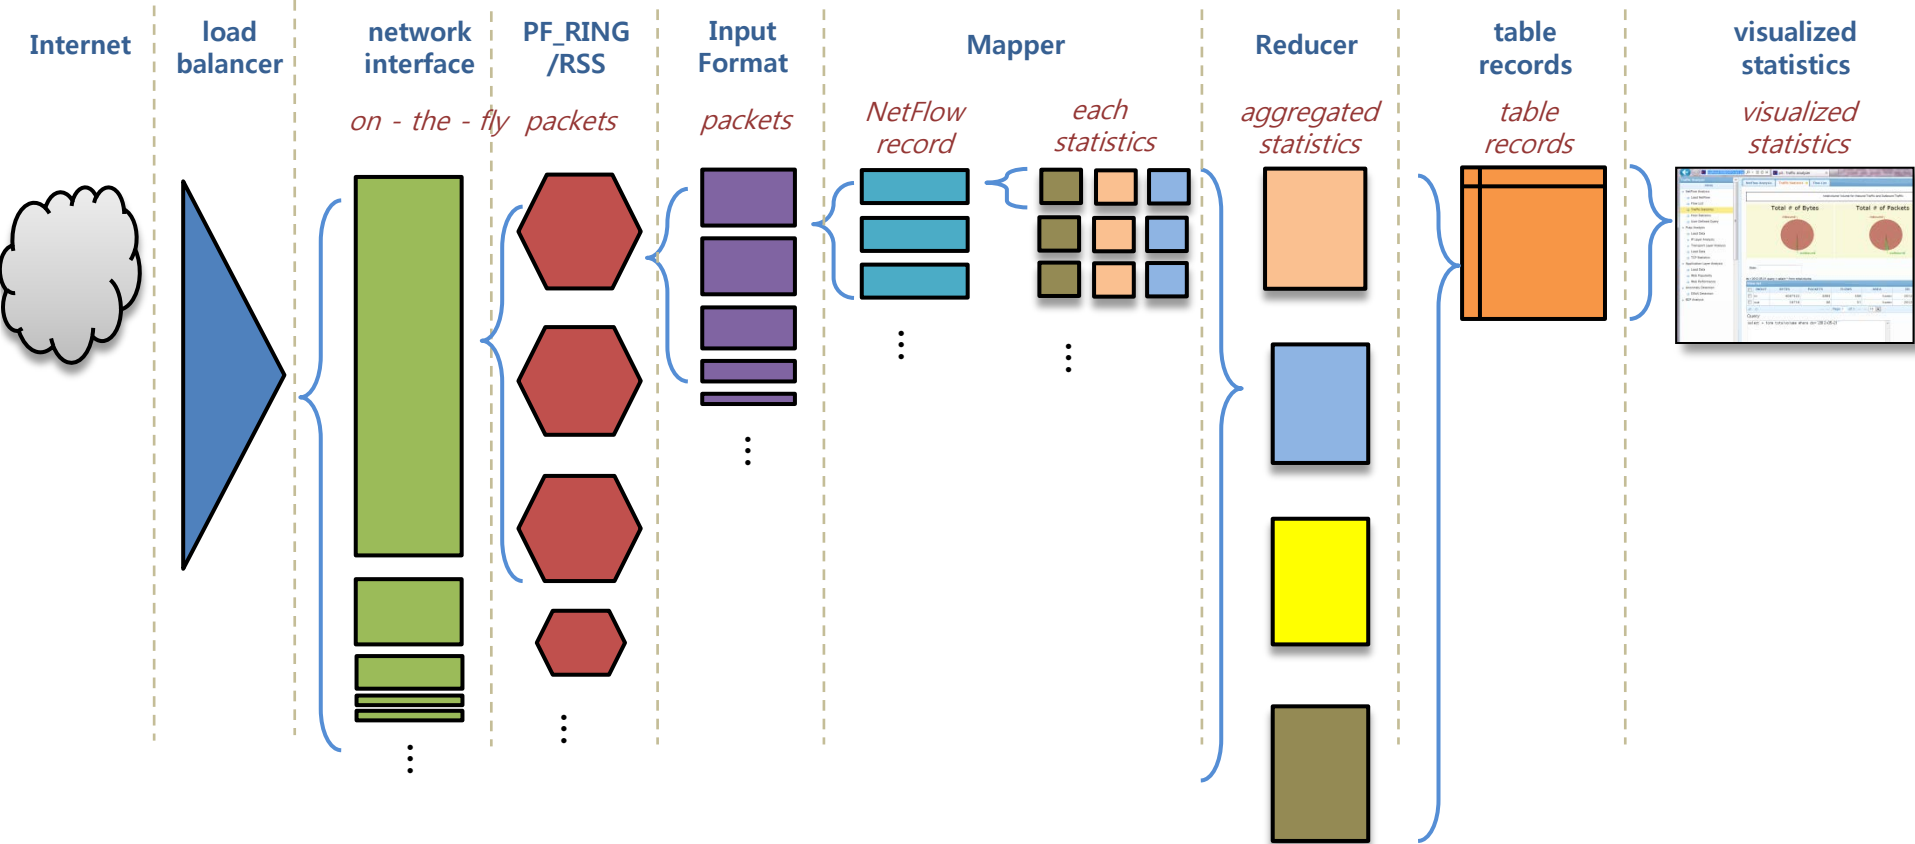 Internet
load
balancer
network
interface
PF_RING
/RSS
Input
Format
Mapper
Reducer
table
records
visualized
statistics
on - the - fly packets
packets
NetFlow
record
each
statistics
aggregated
statistics
table
records
visualized
statistics
Total # of Bytes
Total # of Packets
Query